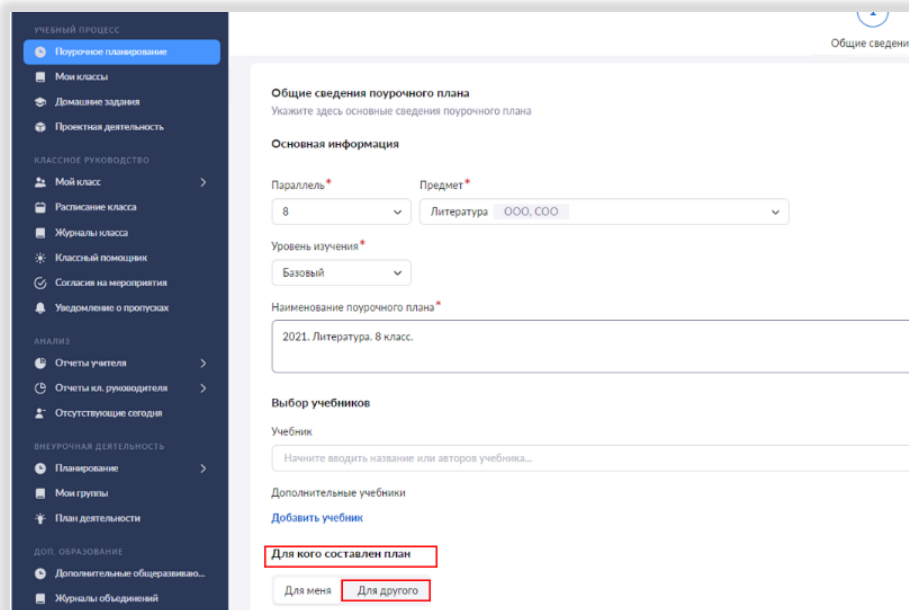 УЧЕБНЫЙ ПРОЦЕСС
Поурочное планирование
Мои классы
Домашние задания
Проектная деятельность
КЛАССНОЕ РУКОВОДСТВО
Мой класс
Расписание класса
Журналы класса
Классный помощник
Согласия на мероприятия
Уведомление о пропусках
АНАЛИЗ
Отчеты учителя
Отчеты кл. руководителя
Отсутствующие сегодня
ВНЕУРОЧНАЯ ДЕЯТЕЛЬНОСТЬ
Планирование
Мои группы
План деятельности
ДОП. ОБРАЗОВАНИЕ
Дополнительные общеразвиваю...
Журналы объединений
1
Общие сведени
Общие сведения поурочного плана
Укажите здесь основные сведения поурочного плана
Основная информация
Параллель* Предмет*
8 Литература ООО, СОО
Уровень изучения*
Базовый
Наименование поурочного плана*
2021. Литература. 8 класс.
Выбор учебников
Учебник
Начните вводить название или авторов учебника...
Дополнительные учебники
Добавить учебник
Для кого составлен план
Для меня Для другого